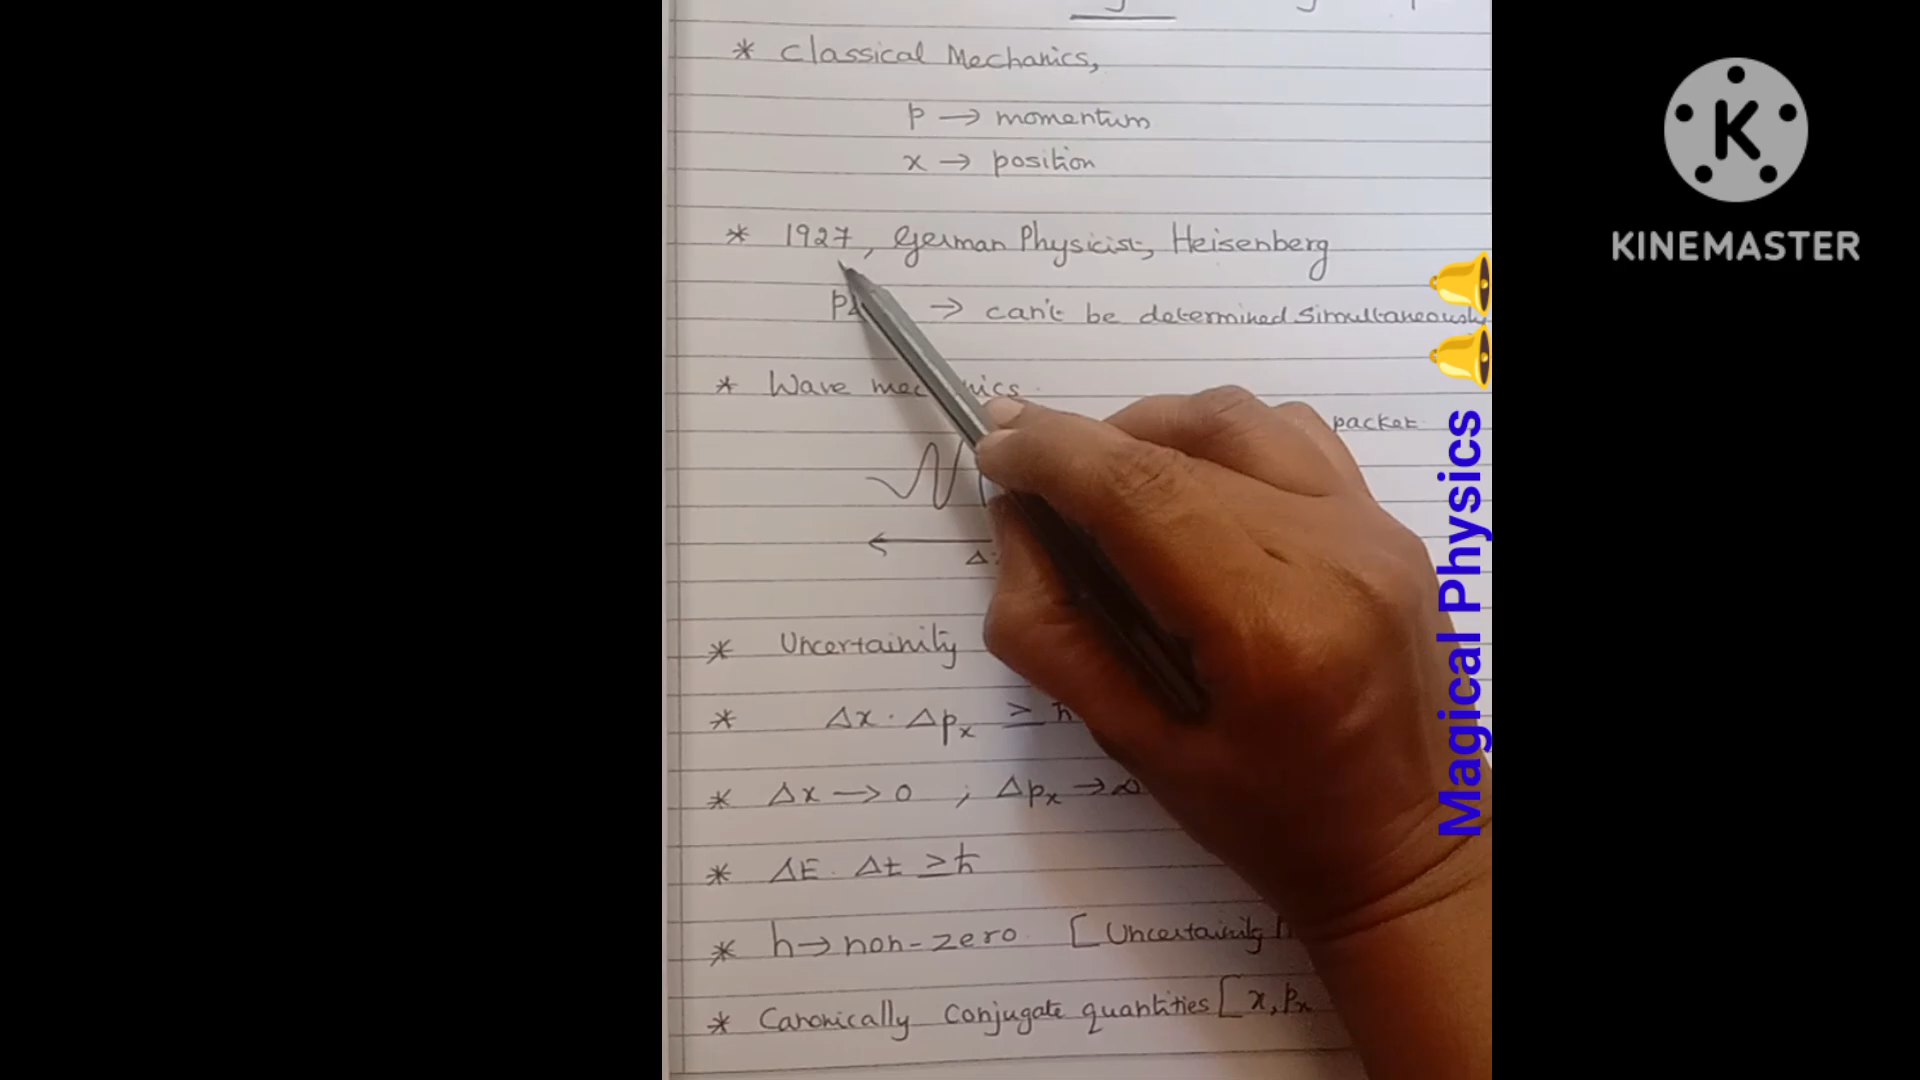 * Classical Mechanics,
p → momentum
x → position
* 1927, German Physicist, Heisenberg
→ can't be determined simultaneously
* Wave mechanics
packet
* Uncertainity
* Δx · Δpx ≥ ħ
* Δx → 0 ; Δpx → ∞
* ΔE · Δt ≥ ħ
* h → non-zero [Uncertainity
* Canonically Conjugate quantities [x, px
Magical Physics 🔔🔔
K
KINEMASTER